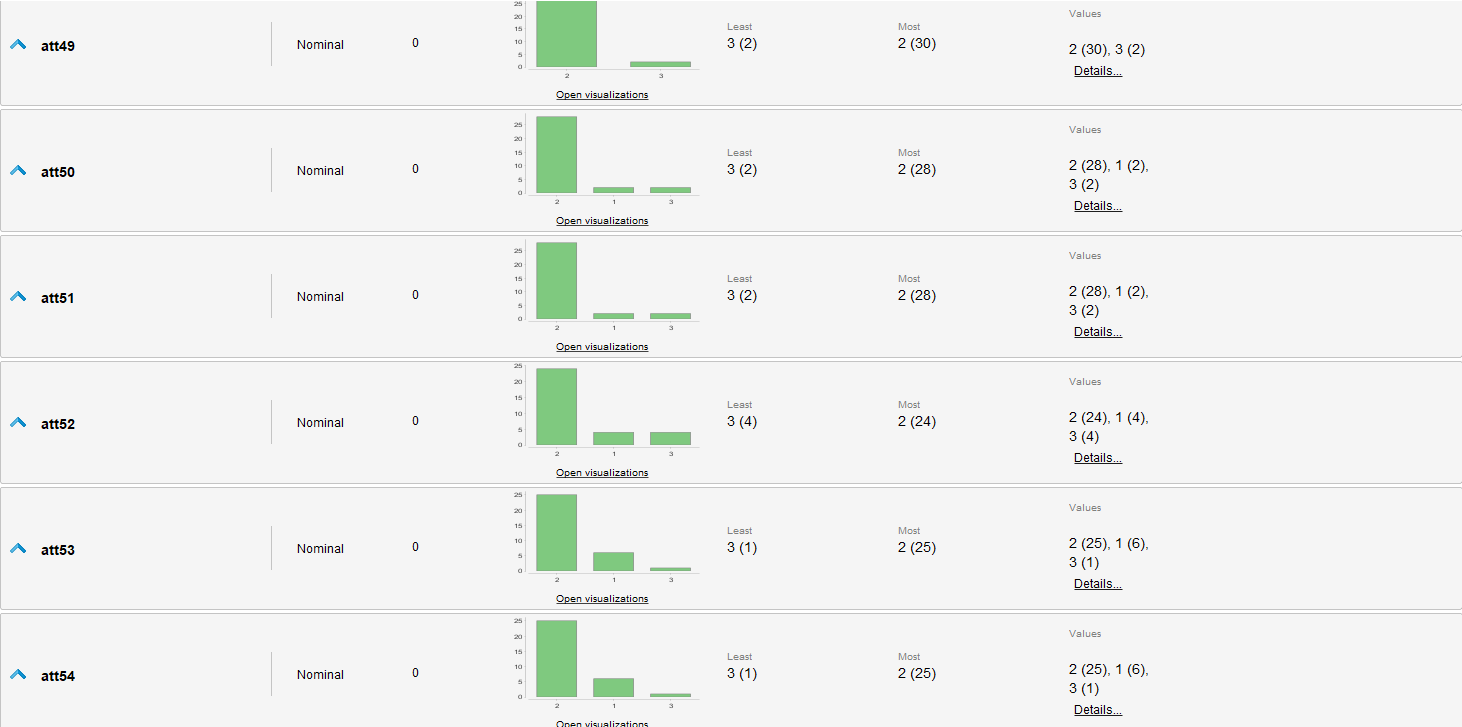 att49
Nominal
0
25
20
15
10
5
0
2 3
Open visualizations
Least
3 (2)
Most
2 (30)
Values
2 (30), 3 (2)
Details...
att50
Nominal
0
25
20
15
10
5
0
2 1 3
Open visualizations
Least
3 (2)
Most
2 (28)
Values
2 (28), 1 (2),
3 (2)
Details...
att51
Nominal
0
25
20
15
10
5
0
2 1 3
Open visualizations
Least
3 (2)
Most
2 (28)
Values
2 (28), 1 (2),
3 (2)
Details...
att52
Nominal
0
25
20
15
10
5
0
2 1 3
Open visualizations
Least
3 (4)
Most
2 (24)
Values
2 (24), 1 (4),
3 (4)
Details...
att53
Nominal
0
25
20
15
10
5
0
2 1 3
Open visualizations
Least
3 (1)
Most
2 (25)
Values
2 (25), 1 (6),
3 (1)
Details...
att54
Nominal
0
25
20
15
10
5
0
2 1 3
Open visualizations
Least
3 (1)
Most
2 (25)
Values
2 (25), 1 (6),
3 (1)
Details...